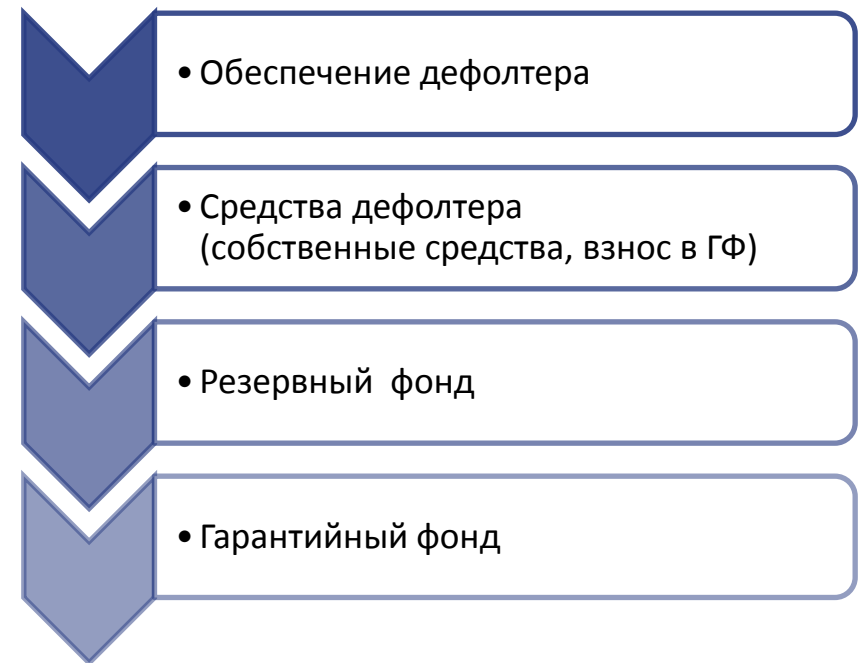 • Обеспечение дефолтера
• Средства дефолтера
(собственные средства, взнос в ГФ)
• Резервный фонд
• Гарантийный фонд